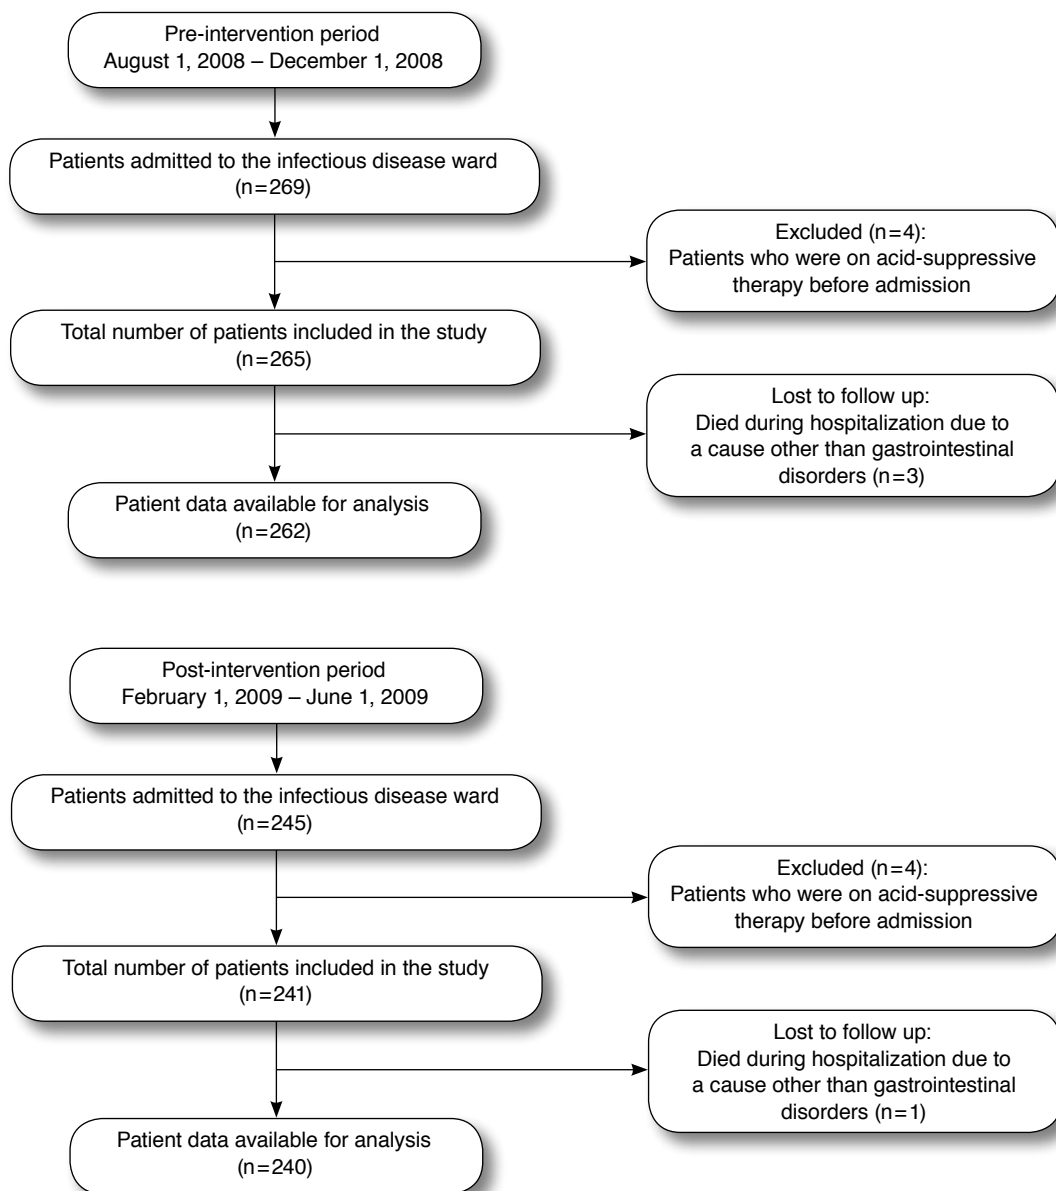 Pre-intervention period
August 1, 2008 – December 1, 2008
Patients admitted to the infectious disease ward
(n=269)
Excluded (n=4):
Patients who were on acid-suppressive
therapy before admission
Total number of patients included in the study
(n=265)
Lost to follow up:
Died during hospitalization due to
a cause other than gastrointestinal
disorders (n=3)
Patient data available for analysis
(n=262)
Post-intervention period
February 1, 2009 – June 1, 2009
Patients admitted to the infectious disease ward
(n=245)
Excluded (n=4):
Patients who were on acid-suppressive
therapy before admission
Total number of patients included in the study
(n=241)
Lost to follow up:
Died during hospitalization due to
a cause other than gastrointestinal
disorders (n=1)
Patient data available for analysis
(n=240)